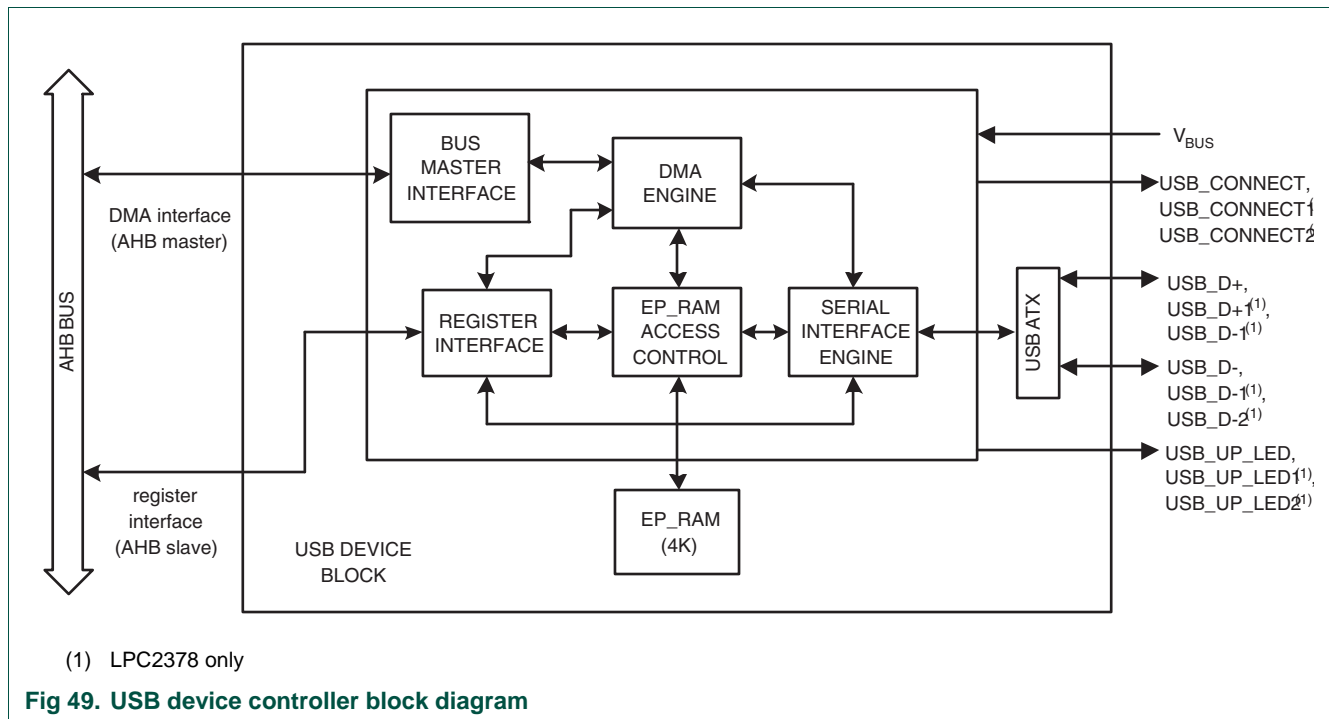 BUS
MASTER
INTERFACE
DMA
ENGINE
V_BUS
USB_CONNECT,
USB_CONNECT1(
USB_CONNECT2(
DMA interface
(AHB master)
AHB BUS
REGISTER
INTERFACE
EP_RAM
ACCESS
CONTROL
SERIAL
INTERFACE
ENGINE
USB ATX
USB_D+,
USB_D+1(1),
USB_D-1(1)
USB_D-,
USB_D-1(1),
USB_D-2(1)
USB_UP_LED,
USB_UP_LED1(1),
USB_UP_LED2(1)
register
interface
(AHB slave)
EP_RAM
(4K)
USB DEVICE
BLOCK
(1) LPC2378 only
Fig 49. USB device controller block diagram